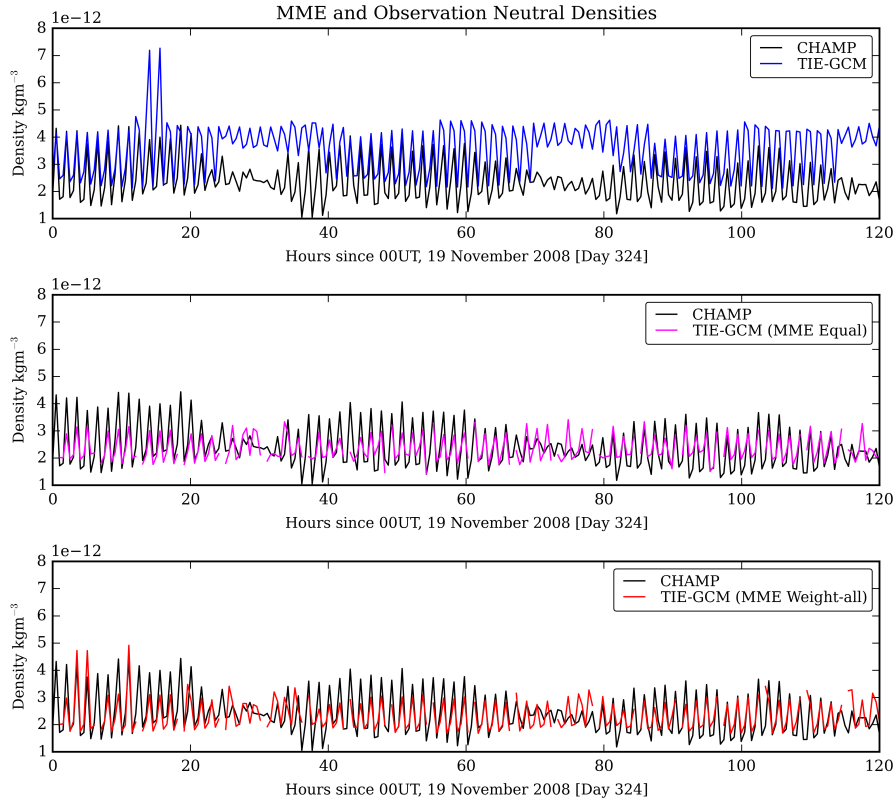 MME and Observation Neutral Densities
1e−12
8
7
6
5
4
3
2
1
Density kgm⁻³
CHAMP
TIE-GCM
0 20 40 60 80 100 120
Hours since 00UT, 19 November 2008 [Day 324]
1e−12
8
7
6
5
4
3
2
1
Density kgm⁻³
CHAMP
TIE-GCM (MME Equal)
0 20 40 60 80 100 120
Hours since 00UT, 19 November 2008 [Day 324]
1e−12
8
7
6
5
4
3
2
1
Density kgm⁻³
CHAMP
TIE-GCM (MME Weight-all)
0 20 40 60 80 100 120
Hours since 00UT, 19 November 2008 [Day 324]